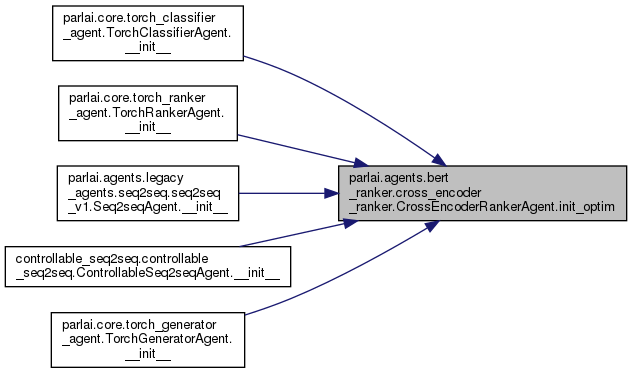 parlai.core.torch_classifier
_agent.TorchClassifierAgent.
__init__
parlai.core.torch_ranker
_agent.TorchRankerAgent.
__init__
parlai.agents.legacy
_agents.seq2seq.seq2seq
_v1.Seq2seqAgent.__init__
controllable_seq2seq.controllable
_seq2seq.ControllableSeq2seqAgent.__init__
parlai.core.torch_generator
_agent.TorchGeneratorAgent.
__init__
parlai.agents.bert
_ranker.cross_encoder
_ranker.CrossEncoderRankerAgent.init_optim